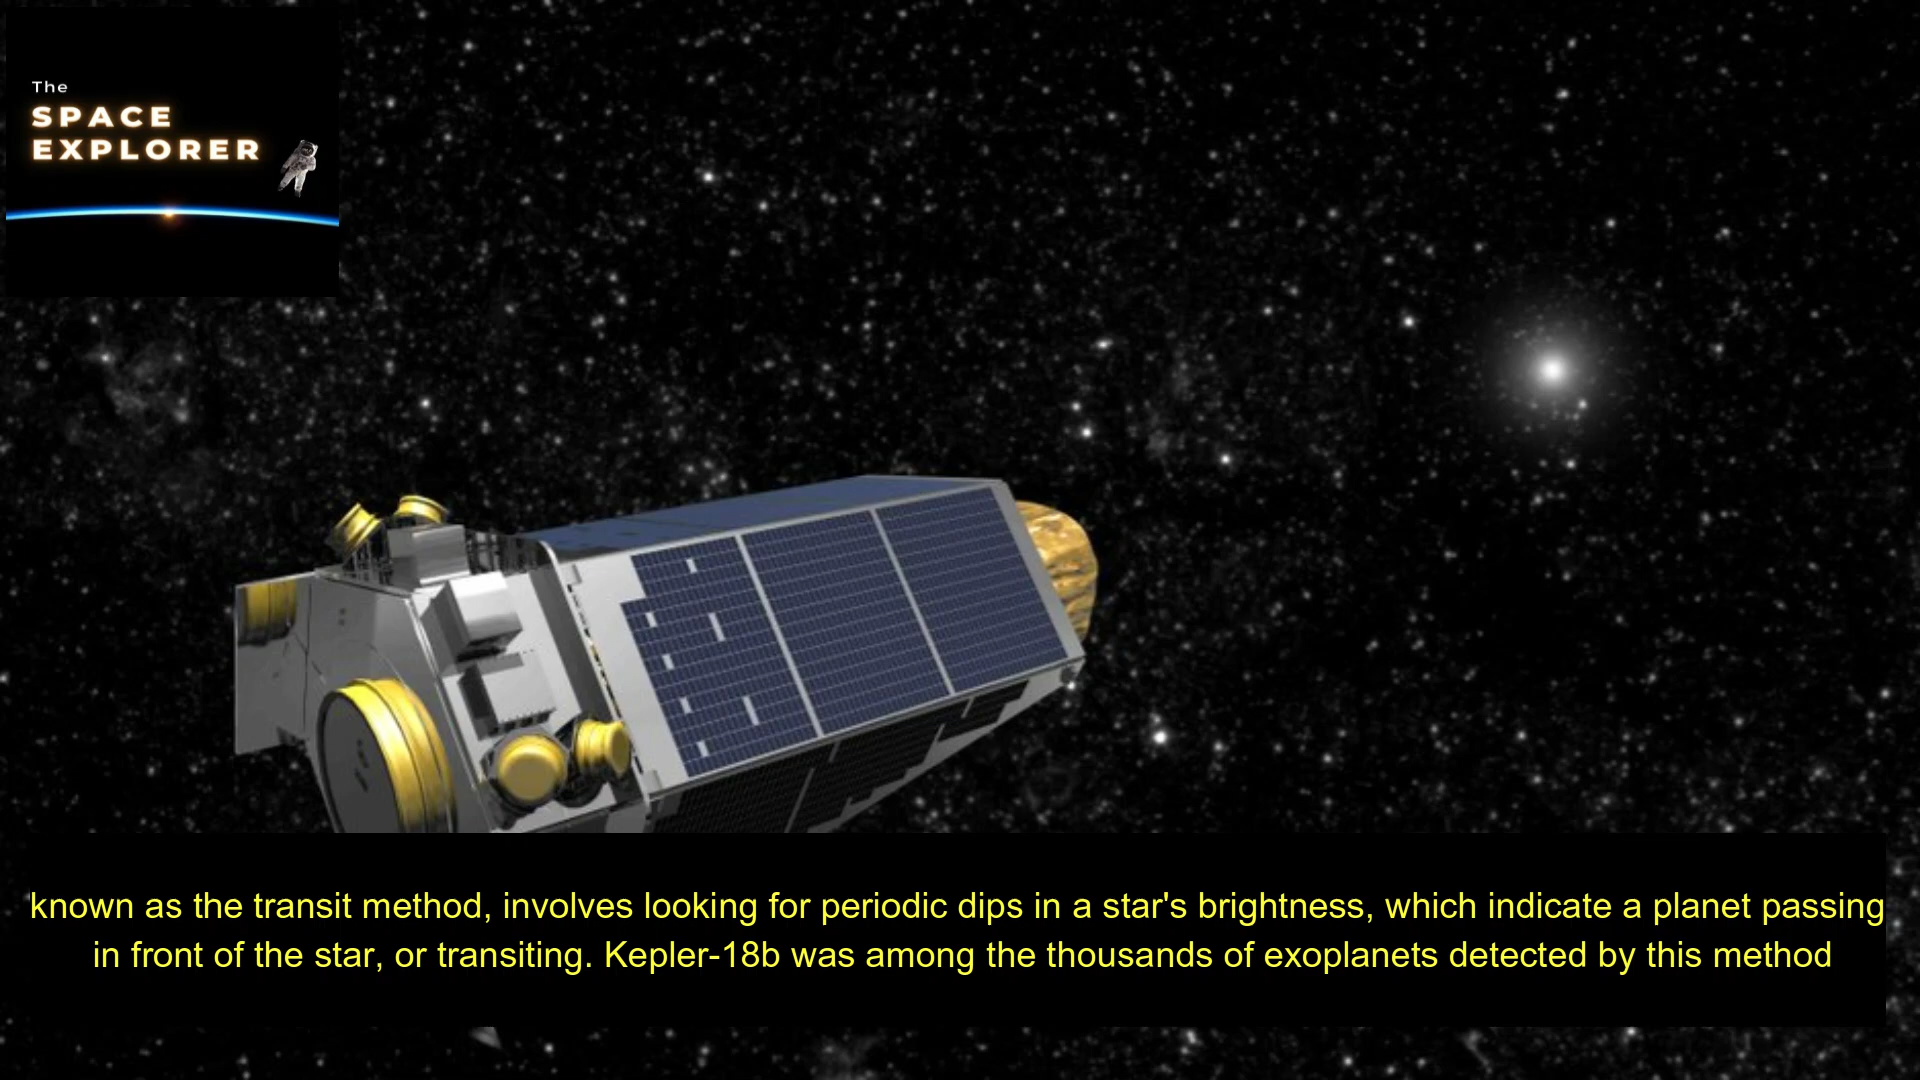 The
SPACE
EXPLORER
known as the transit method, involves looking for periodic dips in a star's brightness, which indicate a planet passing
in front of the star, or transiting. Kepler-18b was among the thousands of exoplanets detected by this method